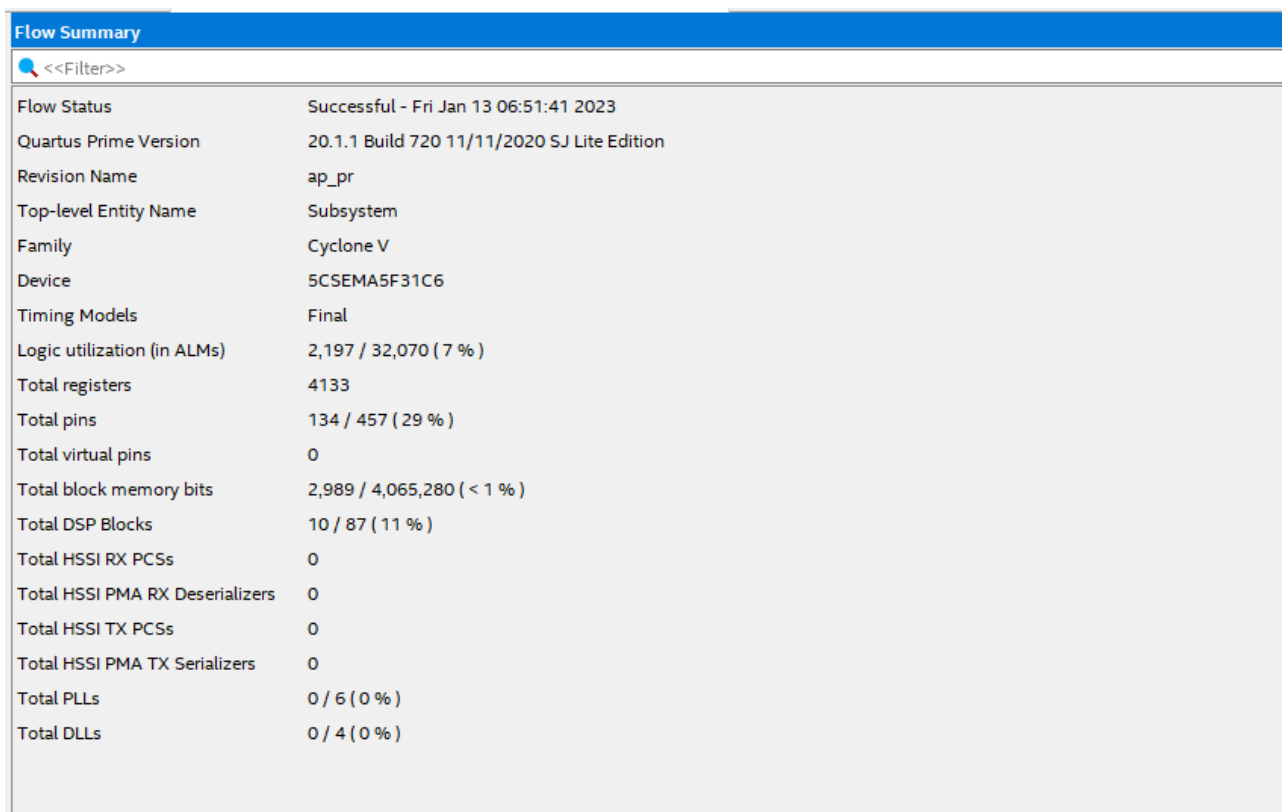 Flow Summary
<<Filter>>
Flow Status Successful - Fri Jan 13 06:51:41 2023
Quartus Prime Version 20.1.1 Build 720 11/11/2020 SJ Lite Edition
Revision Name ap_pr
Top-level Entity Name Subsystem
Family Cyclone V
Device 5CSEMA5F31C6
Timing Models Final
Logic utilization (in ALMs) 2,197 / 32,070 ( 7 % )
Total registers 4133
Total pins 134 / 457 ( 29 % )
Total virtual pins 0
Total block memory bits 2,989 / 4,065,280 ( < 1 % )
Total DSP Blocks 10 / 87 ( 11 % )
Total HSSI RX PCSs 0
Total HSSI PMA RX Deserializers 0
Total HSSI TX PCSs 0
Total HSSI PMA TX Serializers 0
Total PLLs 0 / 6 ( 0 % )
Total DLLs 0 / 4 ( 0 % )